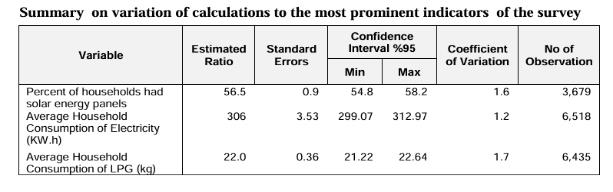 Summary on variation of calculations to the most prominent indicators of the survey
Variable Estimated Ratio Standard Errors Confidence Interval %95 Coefficient of Variation No of Observation
Min Max
Percent of households had solar energy panels 56.5 0.9 54.8 58.2 1.6 3,679
Average Household Consumption of Electricity (KW.h) 306 3.53 299.07 312.97 1.2 6,518
Average Household Consumption of LPG (kg) 22.0 0.36 21.22 22.64 1.7 6,435